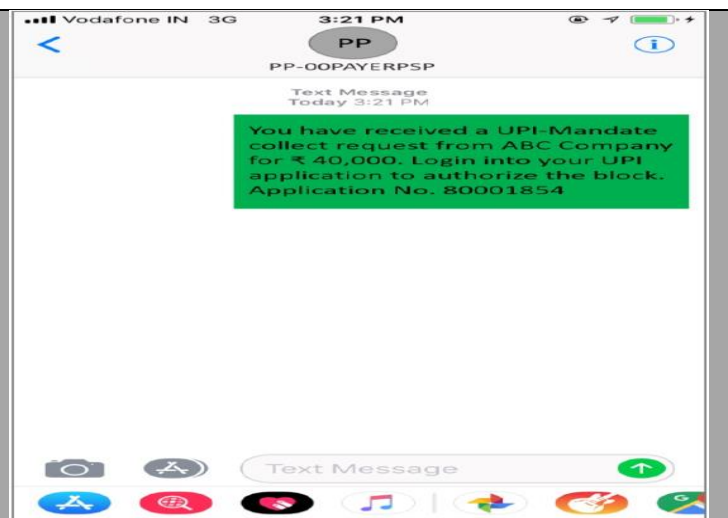 Vodafone IN 3G 3:21 PM
PP
PP-OOPAYERPSP
Text Message
Today 3:21 PM
You have received a UPI-Mandate
collect request from ABC Company
for ₹ 40,000. Login into your UPI
application to authorize the block.
Application No. 80001854
Text Message
G